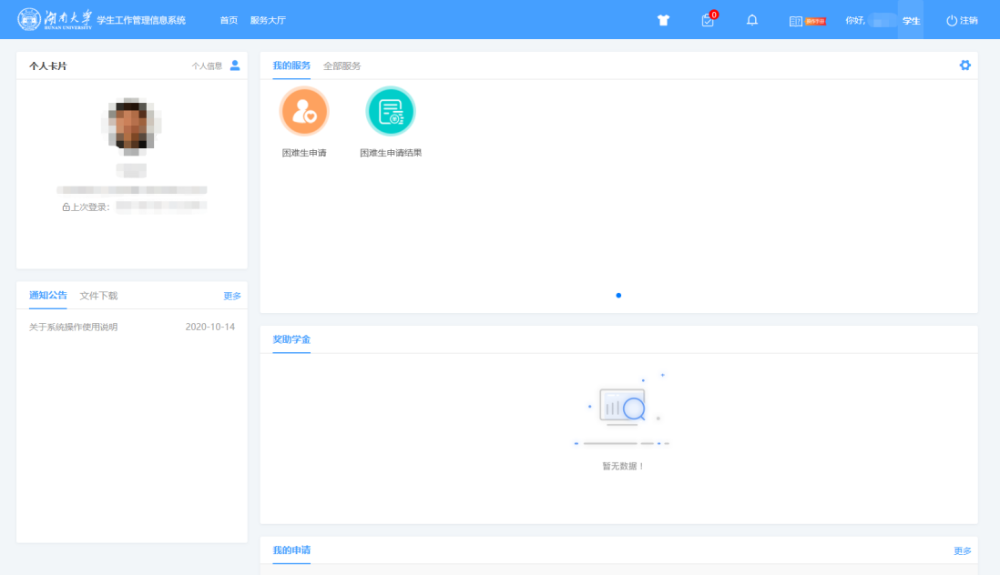 湖南大学 学生工作管理信息系统 首页 服务大厅 0 操作手册 你好, 学生 注销
HUNAN UNIVERSITY
个人卡片 个人信息
上次登录:
通知公告 文件下载 更多
关于系统操作使用说明 2020-10-14
我的服务 全部服务
困难生申请 困难生申请结果
奖助学金
暂无数据！
我的申请 更多